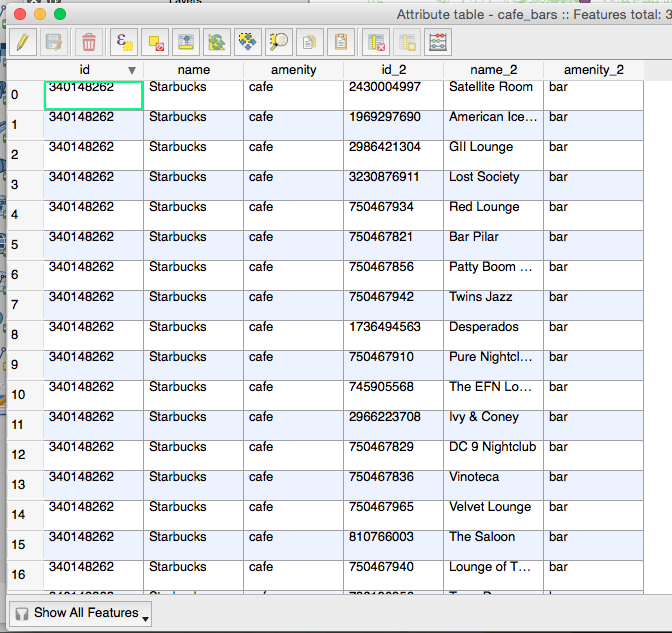 Layers
Attribute table - cafe_bars :: Features total: 3
id name amenity id_2 name_2 amenity_2
0 340148262 Starbucks cafe 2430004997 Satellite Room bar
1 340148262 Starbucks cafe 1969297690 American Ice... bar
2 340148262 Starbucks cafe 2986421304 GII Lounge bar
3 340148262 Starbucks cafe 3230876911 Lost Society bar
4 340148262 Starbucks cafe 750467934 Red Lounge bar
5 340148262 Starbucks cafe 750467821 Bar Pilar bar
6 340148262 Starbucks cafe 750467856 Patty Boom ... bar
7 340148262 Starbucks cafe 750467942 Twins Jazz bar
8 340148262 Starbucks cafe 1736494563 Desperados bar
9 340148262 Starbucks cafe 750467910 Pure Nightcl... bar
10 340148262 Starbucks cafe 745905568 The EFN Lo... bar
11 340148262 Starbucks cafe 2966223708 Ivy & Coney bar
12 340148262 Starbucks cafe 750467829 DC 9 Nightclub bar
13 340148262 Starbucks cafe 750467836 Vinoteca bar
14 340148262 Starbucks cafe 750467965 Velvet Lounge bar
15 340148262 Starbucks cafe 810766003 The Saloon bar
16 340148262 Starbucks cafe 750467940 Lounge of T... bar
Show All Features